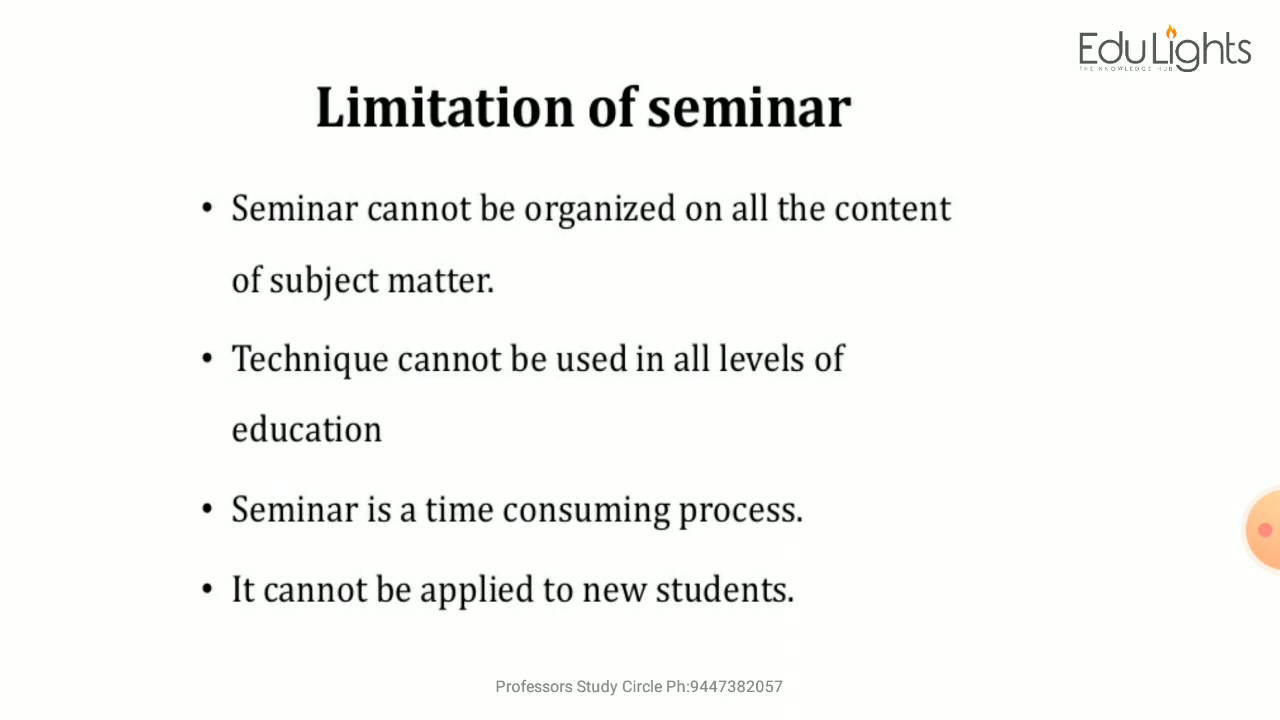 EduLights
THE KNOWLEDGE HUB
Limitation of seminar
• Seminar cannot be organized on all the content
of subject matter.
• Technique cannot be used in all levels of
education
• Seminar is a time consuming process.
• It cannot be applied to new students.
Professors Study Circle Ph:9447382057